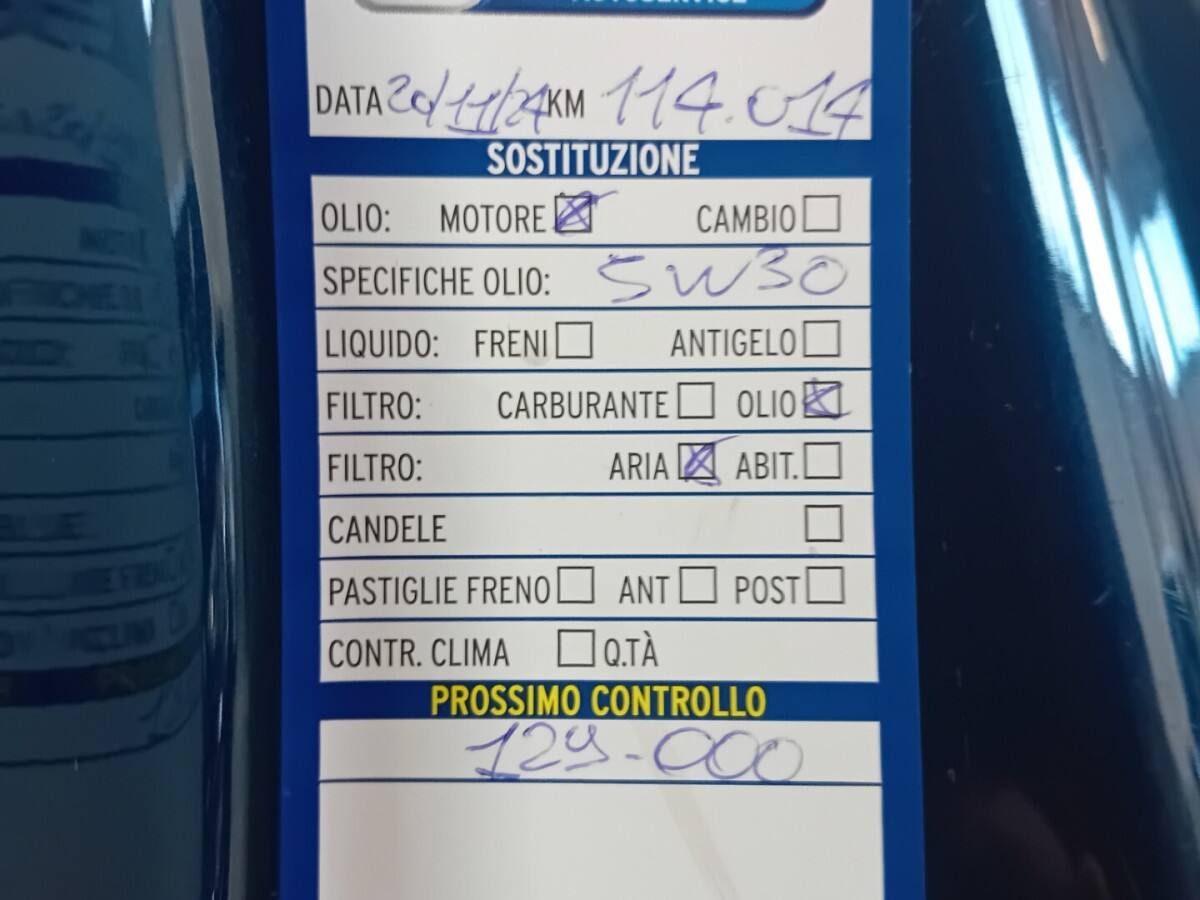 AUTOSERVICE
DATA 20/11/24 KM 114.014
SOSTITUZIONE
OLIO: MOTORE CAMBIO
SPECIFICHE OLIO: 5W30
LIQUIDO: FRENI ANTIGELO
FILTRO: CARBURANTE OLIO
FILTRO: ARIA ABIT.
CANDELE
PASTIGLIE FRENO ANT POST
CONTR. CLIMA Q.TÀ
PROSSIMO CONTROLLO
129-000